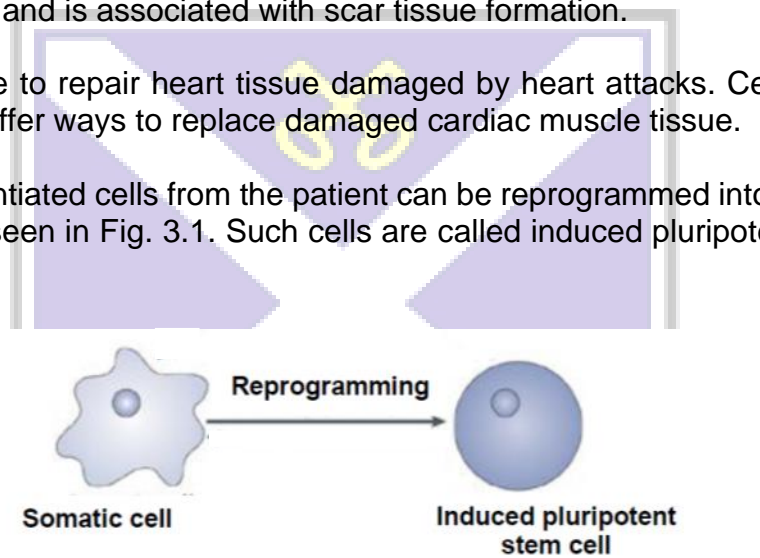 and is associated with scar tissue formation.
e to repair heart tissue damaged by heart attacks. Ce
ffer ways to replace damaged cardiac muscle tissue.
ntiated cells from the patient can be reprogrammed into
seen in Fig. 3.1. Such cells are called induced pluripote
Reprogramming
Somatic cell
Induced pluripotent
stem cell